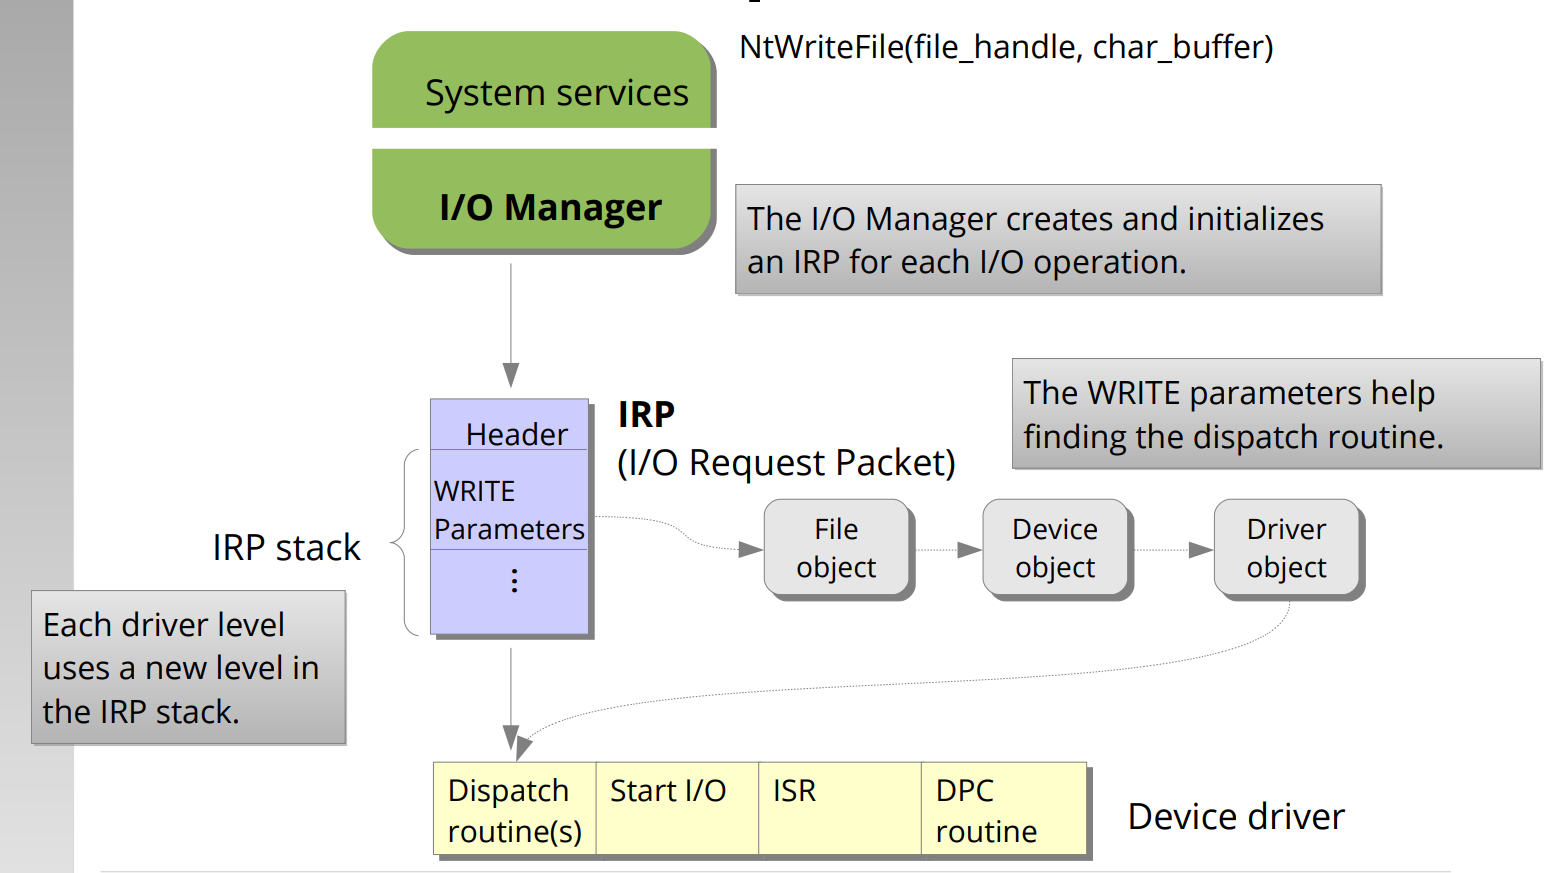 NtWriteFile(file_handle, char_buffer)
System services
I/O Manager
The I/O Manager creates and initializes
an IRP for each I/O operation.
IRP
(I/O Request Packet)
The WRITE parameters help
finding the dispatch routine.
Header
WRITE
Parameters
⋮
IRP stack
File
object
Device
object
Driver
object
Each driver level
uses a new level in
the IRP stack.
Dispatch
routine(s)
Start I/O
ISR
DPC
routine
Device driver